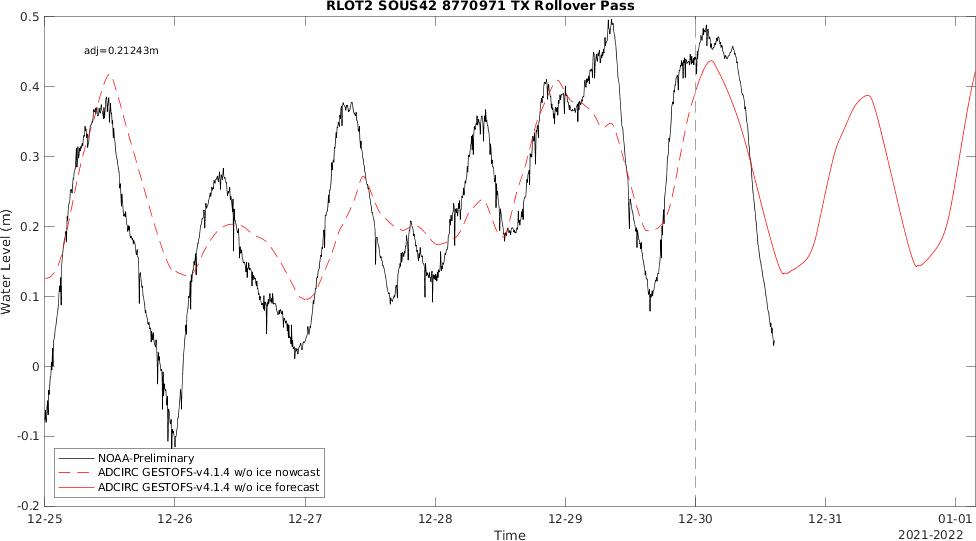 RLOT2 SOUS42 8770971 TX Rollover Pass
adj=0.21243m
0.5
0.4
0.3
0.2
0.1
0
-0.1
-0.2
Water Level (m)
NOAA-Preliminary
ADCIRC GESTOFS-v4.1.4 w/o ice nowcast
ADCIRC GESTOFS-v4.1.4 w/o ice forecast
12-25 12-26 12-27 12-28 12-29 12-30 12-31 01-01
Time
2021-2022